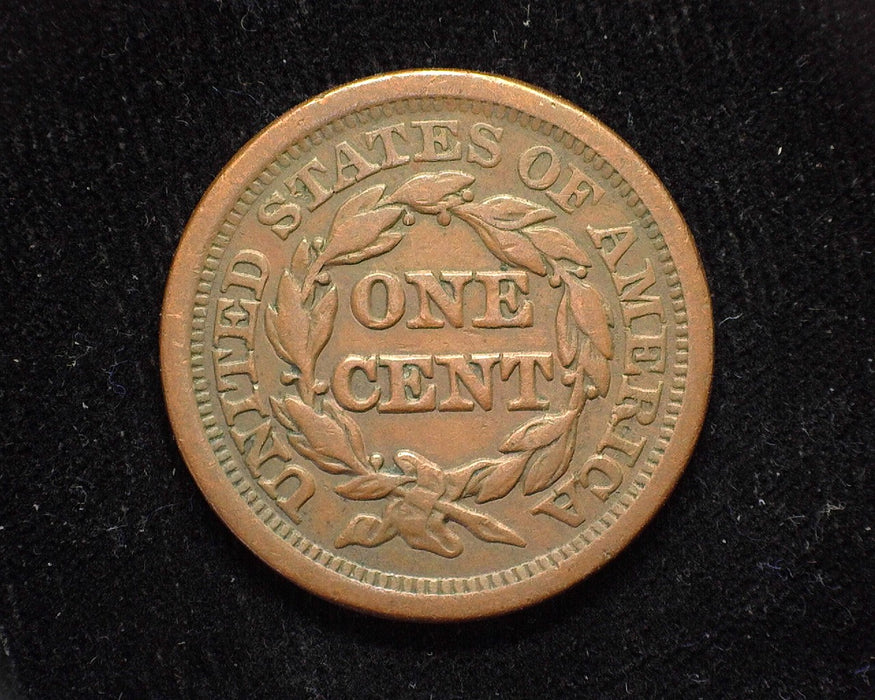 UNITED STATES OF AMERICA
ONE
CENT